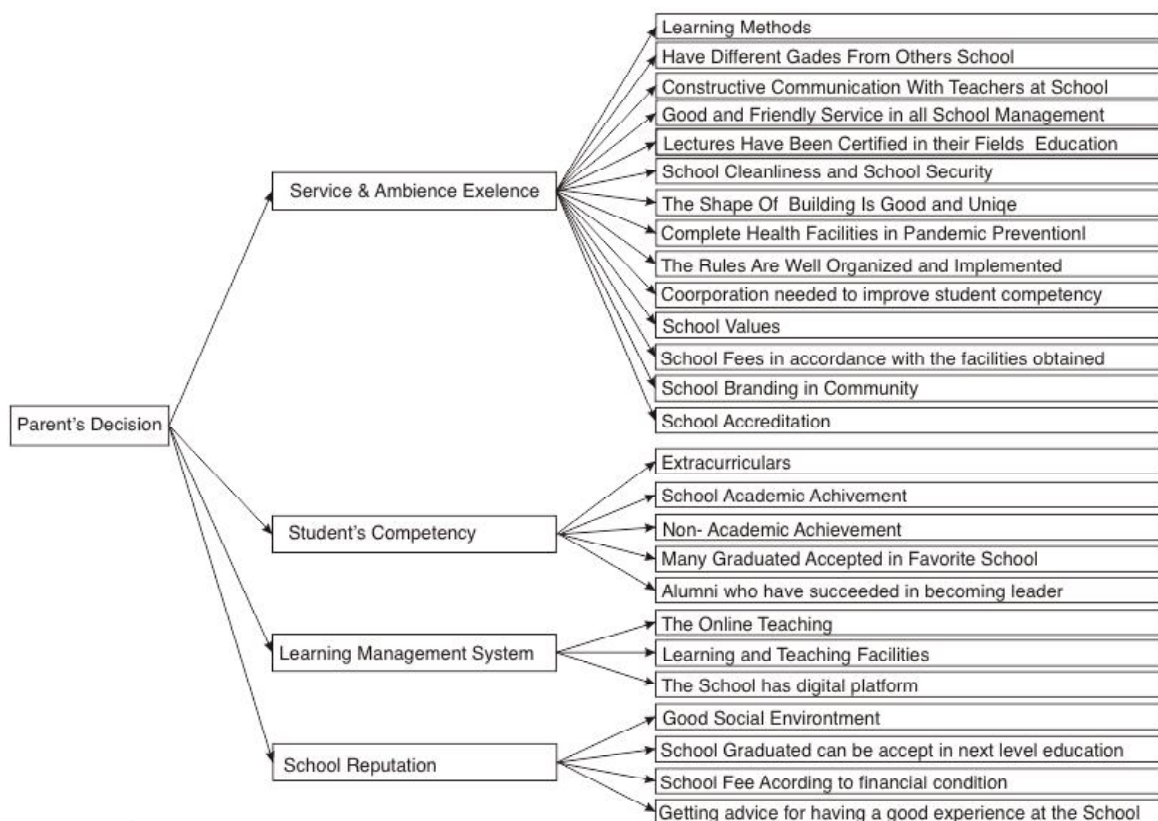 Parent's Decision
Service & Ambience Exelence
Learning Methods
Have Different Gades From Others School
Constructive Communication With Teachers at School
Good and Friendly Service in all School Management
Lectures Have Been Certified in their Fields Education
School Cleanliness and School Security
The Shape Of Building Is Good and Uniqe
Complete Health Facilities in Pandemic Preventionl
The Rules Are Well Organized and Implemented
Coorporation needed to improve student competency
School Values
School Fees in accordance with the facilities obtained
School Branding in Community
School Accreditation
Student's Competency
Extracurriculars
School Academic Achivement
Non- Academic Achievement
Many Graduated Accepted in Favorite School
Alumni who have succeeded in becoming leader
Learning Management System
The Online Teaching
Learning and Teaching Facilities
The School has digital platform
School Reputation
Good Social Environtment
School Graduated can be accept in next level education
School Fee Acording to financial condition
Getting advice for having a good experience at the School